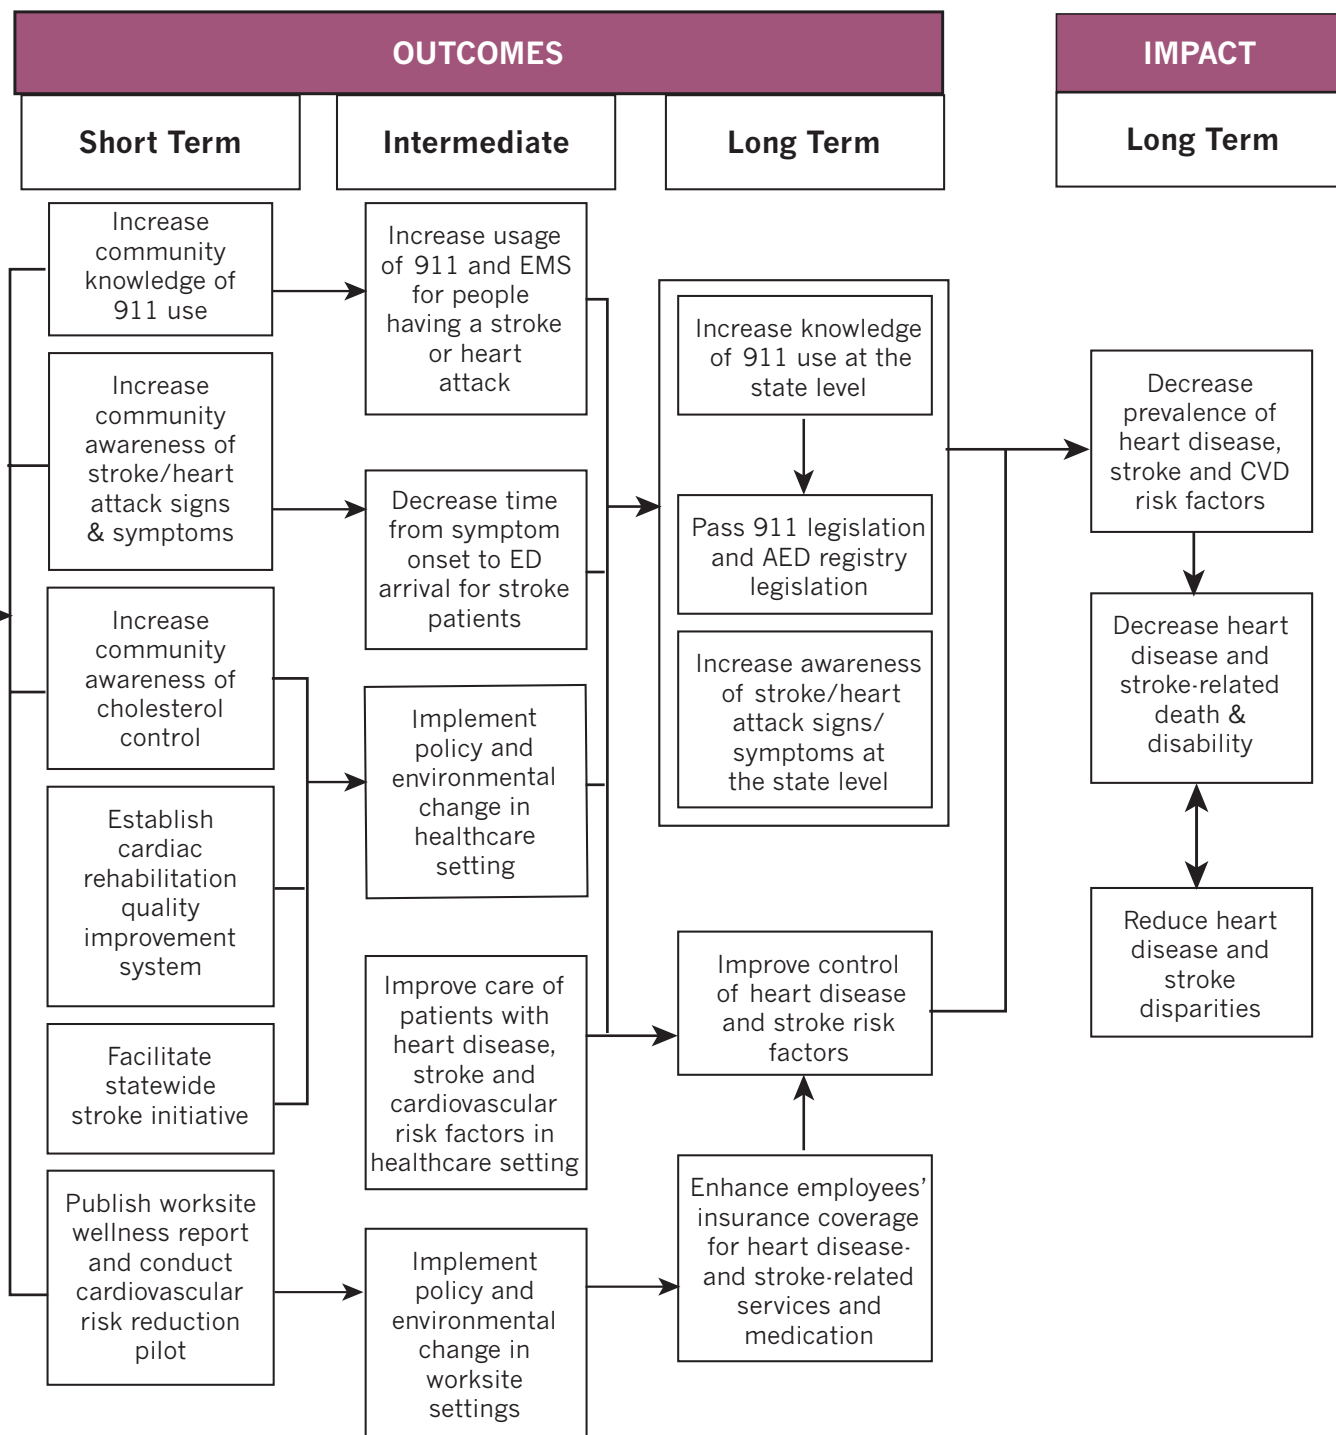 OUTCOMES
IMPACT
Short Term
Intermediate
Long Term
Long Term
Increase
community
knowledge of
911 use
Increase
community
awareness of
stroke/heart
attack signs
& symptoms
Increase
community
awareness of
cholesterol
control
Establish
cardiac
rehabilitation
quality
improvement
system
Facilitate
statewide
stroke initiative
Publish worksite
wellness report
and conduct
cardiovascular
risk reduction
pilot
Increase usage
of 911 and EMS
for people
having a stroke
or heart
attack
Decrease time
from symptom
onset to ED
arrival for stroke
patients
Implement
policy and
environmental
change in
healthcare
setting
Improve care of
patients with
heart disease,
stroke and
cardiovascular
risk factors in
healthcare setting
Implement
policy and
environmental
change in
worksite
settings
Increase knowledge
of 911 use at the
state level
Pass 911 legislation
and AED registry
legislation
Increase awareness
of stroke/heart
attack signs/
symptoms at
the state level
Improve control
of heart disease
and stroke risk
factors
Enhance employees’
insurance coverage
for heart disease-
and stroke-related
services and
medication
Decrease
prevalence of
heart disease,
stroke and CVD
risk factors
Decrease heart
disease and
stroke-related
death &
disability
Reduce heart
disease and
stroke
disparities